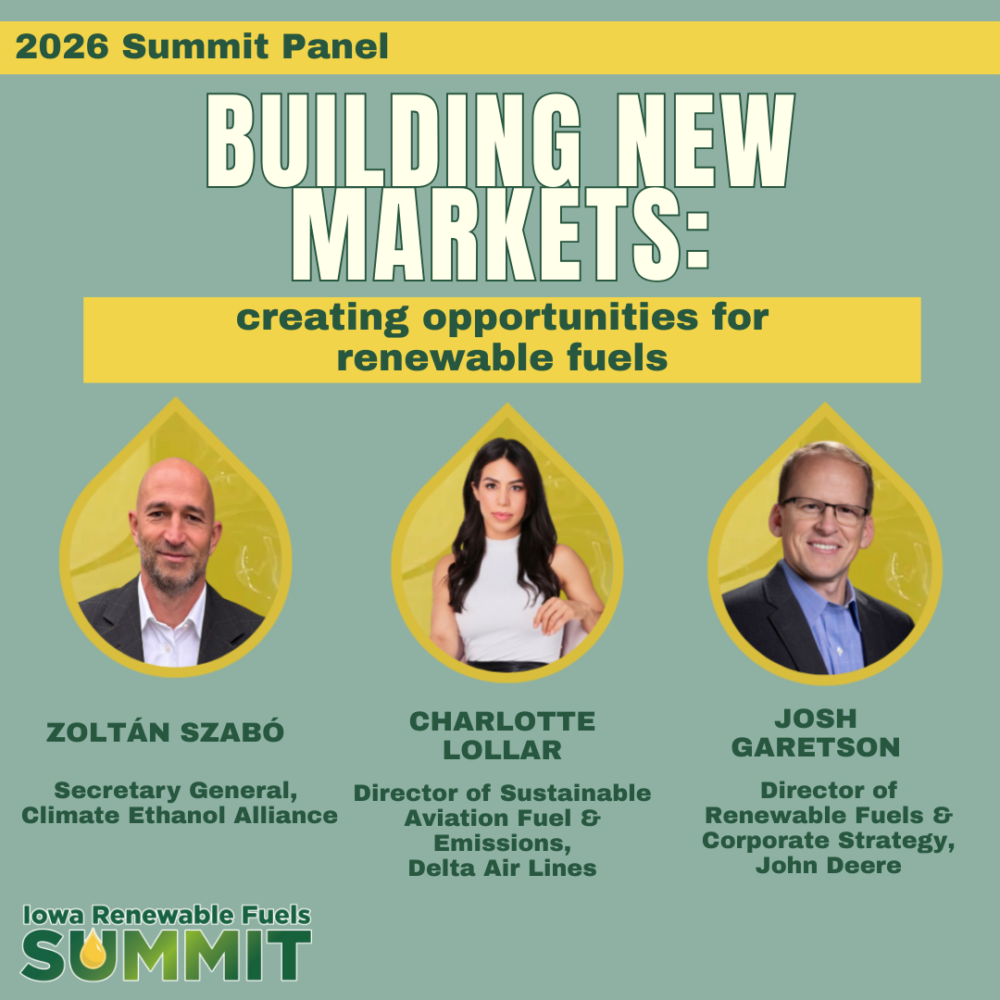 2026 Summit Panel
BUILDING NEW
MARKETS:
creating opportunities for
renewable fuels
ZOLTÁN SZABÓ
Secretary General,
Climate Ethanol Alliance
CHARLOTTE
LOLLAR
Director of Sustainable
Aviation Fuel &
Emissions,
Delta Air Lines
JOSH
GARETSON
Director of
Renewable Fuels &
Corporate Strategy,
John Deere
Iowa Renewable Fuels
SUMMIT